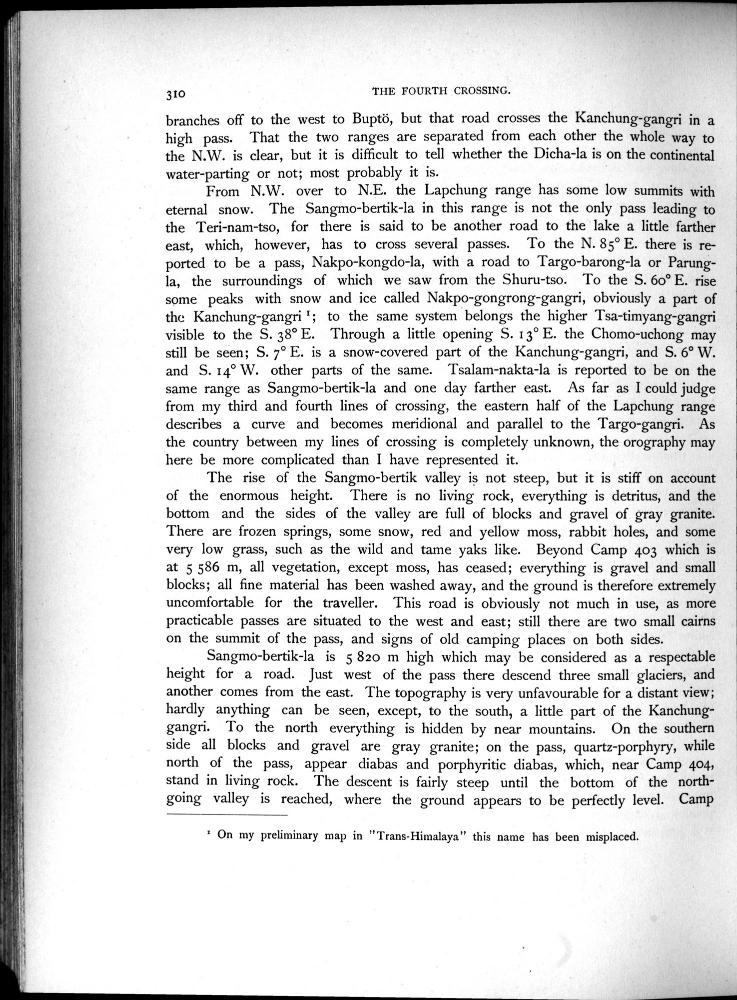 310
THE FOURTH CROSSING.
branches off to the west to Buptö, but that road crosses the Kanchung-gangri in a
high pass. That the two ranges are separated from each other the whole way to
the N.W. is clear, but it is difficult to tell whether the Dicha-la is on the continental
water-parting or not; most probably it is.
From N.W. over to N.E. the Lapchung range has some low summits with
eternal snow. The Sangmo-bertik-la in this range is not the only pass leading to
the Teri-nam-tso, for there is said to be another road to the lake a little farther
east, which, however, has to cross several passes. To the N. 85° E. there is re-
ported to be a pass, Nakpo-kongdo-la, with a road to Targo-barong-la or Parung-
la, the surroundings of which we saw from the Shuru-tso. To the S. 60° E. rise
some peaks with snow and ice called Nakpo-gongrong-gangri, obviously a part of
the Kanchung-gangri ¹; to the same system belongs the higher Tsa-timyang-gangri
visible to the S. 38° E. Through a little opening S. 13° E. the Chomo-uchong may
still be seen; S. 7° E. is a snow-covered part of the Kanchung-gangri, and S. 6° W.
and S. 14° W. other parts of the same. Tsalam-nakta-la is reported to be on the
same range as Sangmo-bertik-la and one day farther east. As far as I could judge
from my third and fourth lines of crossing, the eastern half of the Lapchung range
describes a curve and becomes meridional and parallel to the Targo-gangri. As
the country between my lines of crossing is completely unknown, the orography may
here be more complicated than I have represented it.
The rise of the Sangmo-bertik valley is not steep, but it is stiff on account
of the enormous height. There is no living rock, everything is detritus, and the
bottom and the sides of the valley are full of blocks and gravel of gray granite.
There are frozen springs, some snow, red and yellow moss, rabbit holes, and some
very low grass, such as the wild and tame yaks like. Beyond Camp 403 which is
at 5 586 m, all vegetation, except moss, has ceased; everything is gravel and small
blocks; all fine material has been washed away, and the ground is therefore extremely
uncomfortable for the traveller. This road is obviously not much in use, as more
practicable passes are situated to the west and east; still there are two small cairns
on the summit of the pass, and signs of old camping places on both sides.
Sangmo-bertik-la is 5 820 m high which may be considered as a respectable
height for a road. Just west of the pass there descend three small glaciers, and
another comes from the east. The topography is very unfavourable for a distant view;
hardly anything can be seen, except, to the south, a little part of the Kanchung-
gangri. To the north everything is hidden by near mountains. On the southern
side all blocks and gravel are gray granite; on the pass, quartz-porphyry, while
north of the pass, appear diabas and porphyritic diabas, which, near Camp 404,
stand in living rock. The descent is fairly steep until the bottom of the north-
going valley is reached, where the ground appears to be perfectly level. Camp
¹ On my preliminary map in "Trans-Himalaya" this name has been misplaced.